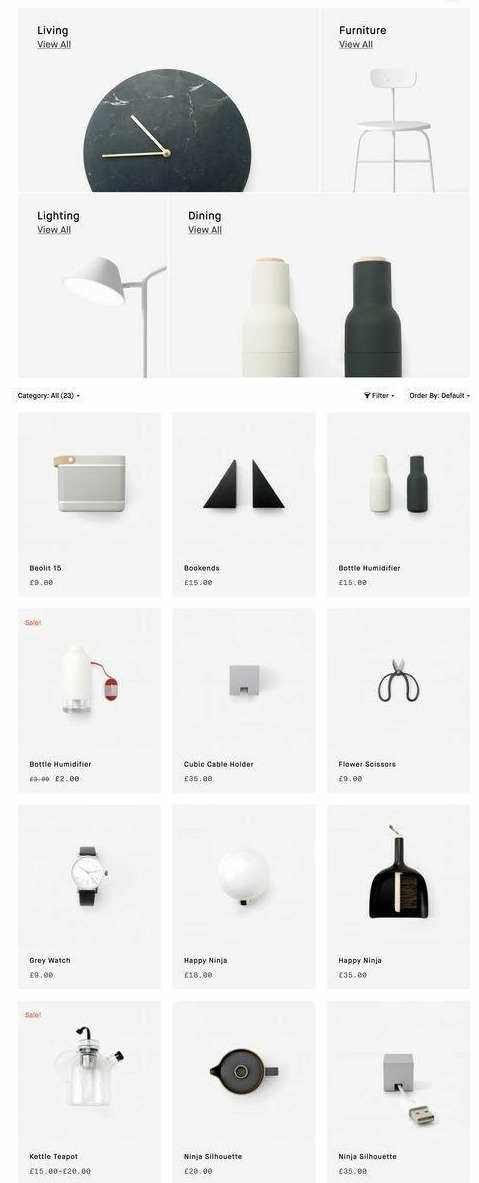 Living
View All
Furniture
View All
Lighting
View All
Dining
View All
Category: All (23)
Filter
Order By: Default
Beolit 15
£9.00
Bookends
£15.00
Bottle Humidifier
£15.00
Sale!
Bottle Humidifier
£3.00 £2.00
Cubic Cable Holder
£35.00
Flower Scissors
£9.00
Grey Watch
£9.00
Happy Ninja
£18.00
Happy Ninja
£35.00
Sale!
Kettle Teapot
£15.00–£20.00
Ninja Silhouette
£20.00
Ninja Silhouette
£35.00